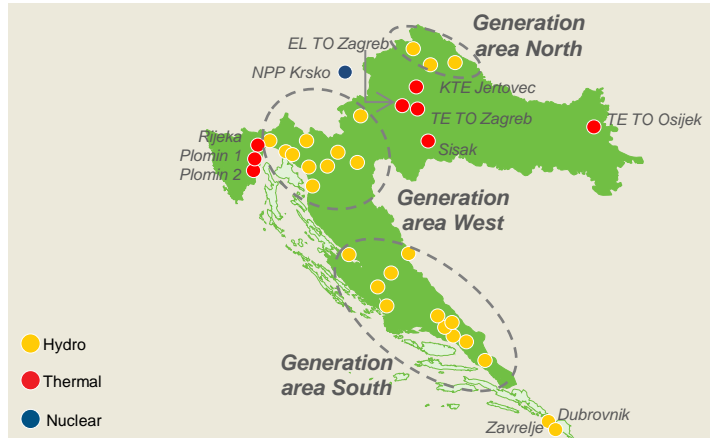 Generation
area North
EL TO Zagreb
NPP Krsko
KTE Jertovec
TE TO Zagreb
TE TO Osijek
Rijeka
Plomin 1
Plomin 2
Sisak
Generation
area West
Generation
area South
Hydro
Thermal
Nuclear
Dubrovnik
Zavrelje